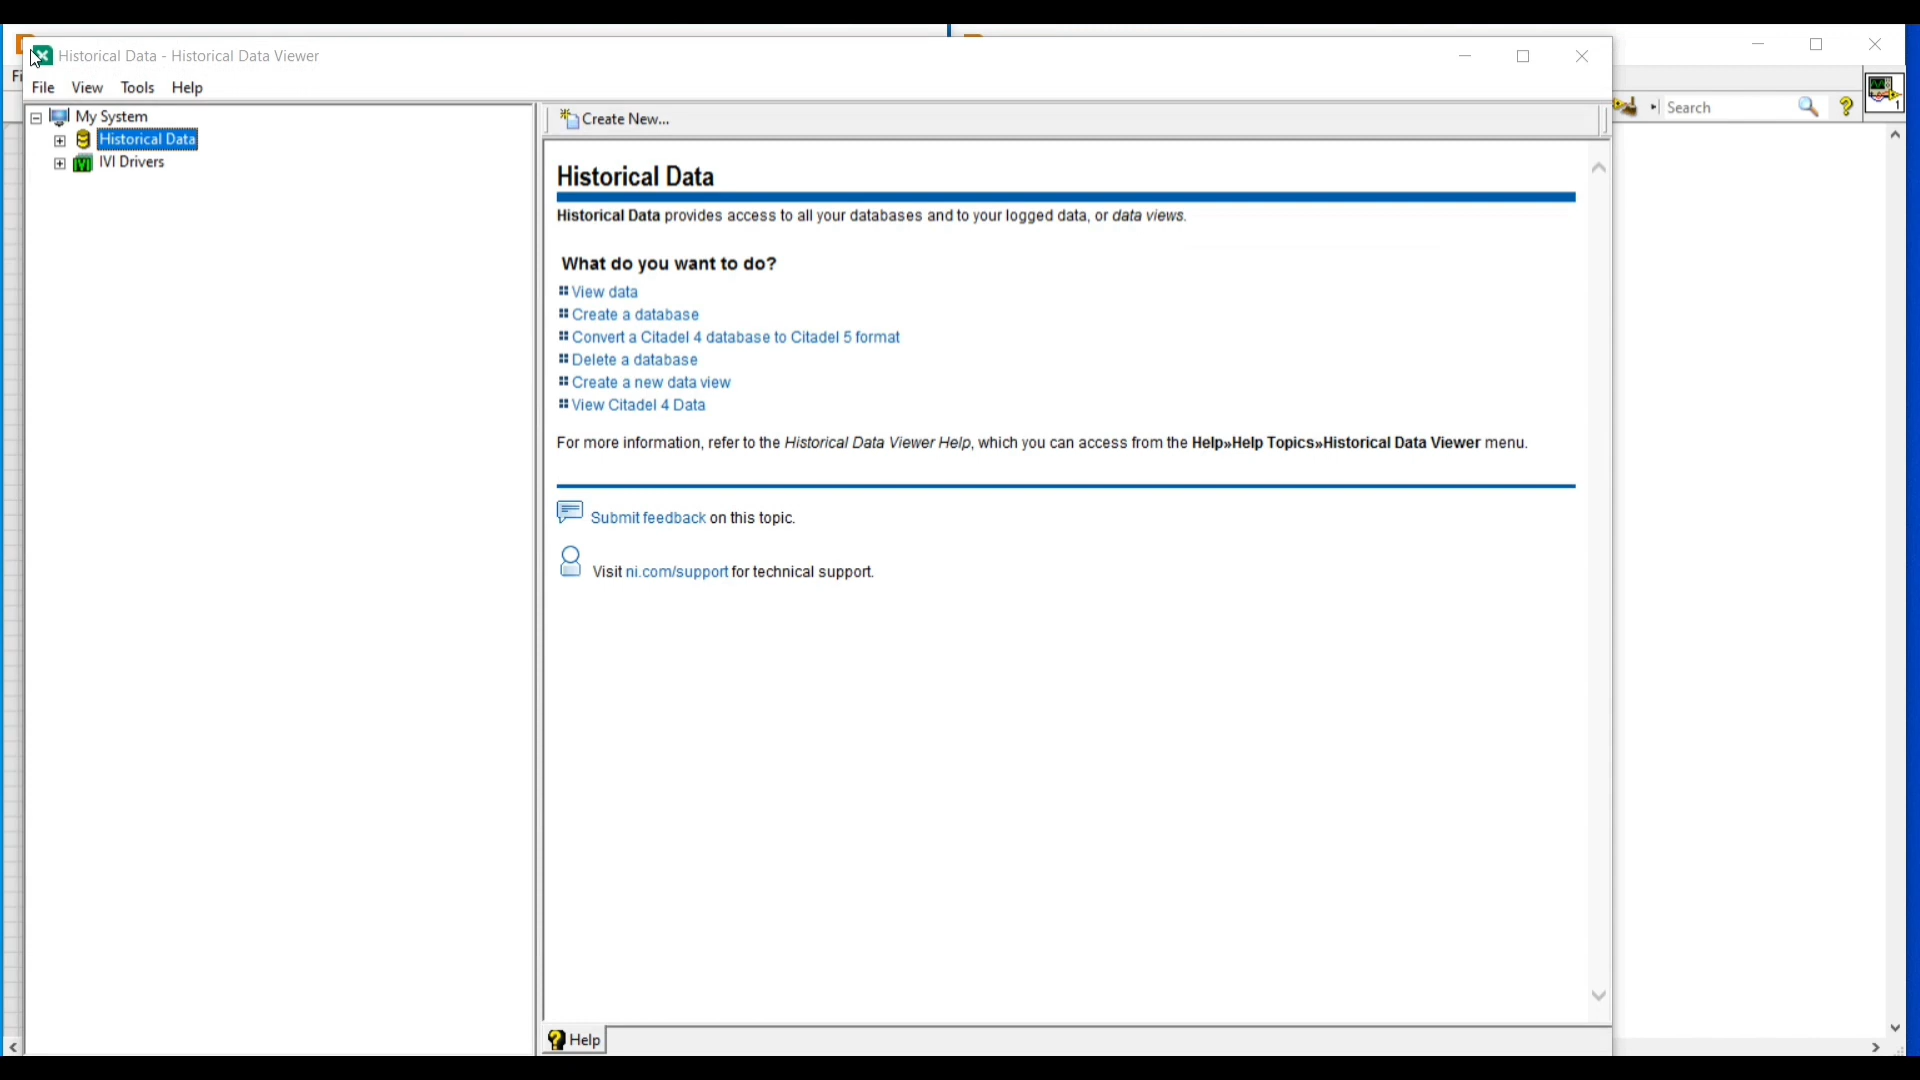 Historical Data - Historical Data Viewer
File View Tools Help
My System
Historical Data
IVI Drivers
Create New...
Historical Data
Historical Data provides access to all your databases and to your logged data, or data views.
What do you want to do?
View data
Create a database
Convert a Citadel 4 database to Citadel 5 format
Delete a database
Create a new data view
View Citadel 4 Data
For more information, refer to the Historical Data Viewer Help, which you can access from the Help»Help Topics»Historical Data Viewer menu.
Submit feedback on this topic.
Visit ni.com/support for technical support.
Help
Search
1